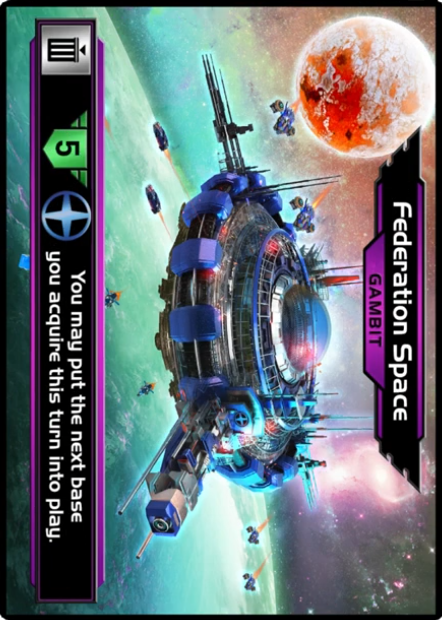 Federation Space
GAMBIT
5
You may put the next base
you acquire this turn into play.